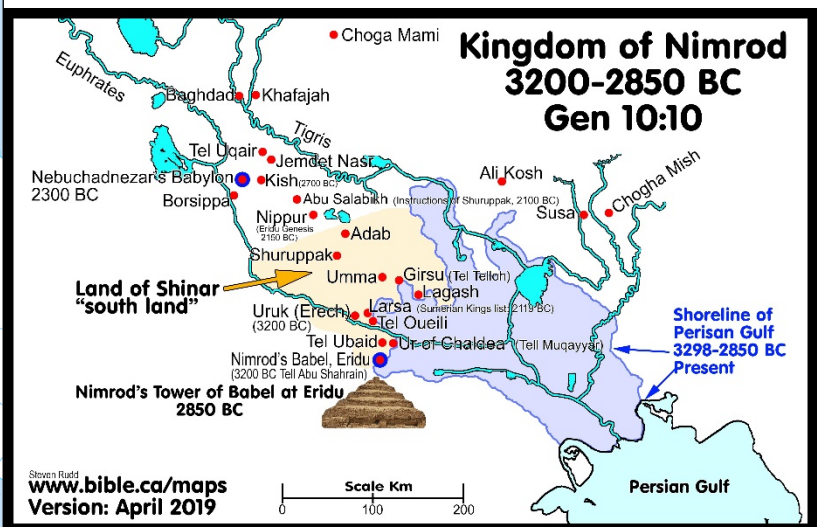 Kingdom of Nimrod
3200-2850 BC
Gen 10:10
Choga Mami
Euphrates
Baghdad
Khafajah
Tigris
Tel Uqair
Jemdet Nasr
Nebuchadnezar's Babylon
2300 BC
Kish (2700 BC)
Ali Kosh
Chogha Mish
Borsippa
Abu Salabikh (Instructions of Shuruppak, 2100 BC)
Susa
Nippur
(Eridu Genesis
2150 BC)
Adab
Shuruppak
Land of Shinar
"south land"
Umma
Girsu (Tel Telloh)
Lagash
Uruk (Erech)
(3200 BC)
Larsa (Sumerian Kings list: 2119 BC)
Tel Oueili
Shoreline of
Perisan Gulf
3298-2850 BC
Present
Tel Ubaid
Ur of Chaldea (Tell Muqayyar)
Nimrod's Babel, Eridu
(3200 BC Tell Abu Shahrain)
Nimrod's Tower of Babel at Eridu
2850 BC
Steven Rudd
www.bible.ca/maps
Version: April 2019
Scale Km
0 100 200
Persian Gulf